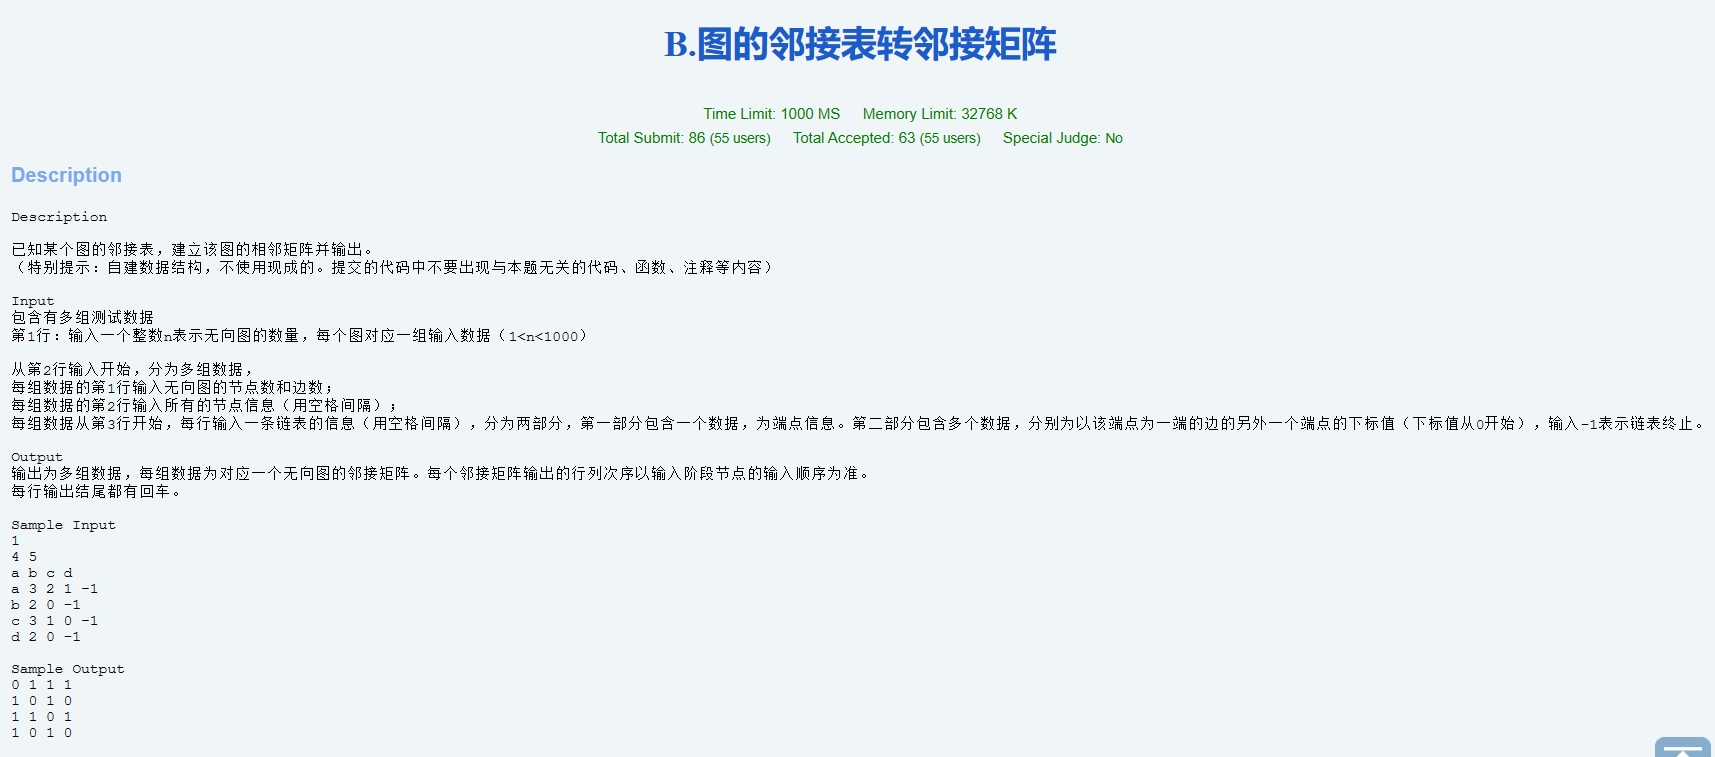 B.图的邻接表转邻接矩阵
Time Limit: 1000 MS Memory Limit: 32768 K
Total Submit: 86 (55 users) Total Accepted: 63 (55 users) Special Judge: No
Description
Description
已知某个图的邻接表，建立该图的相邻矩阵并输出。
（特别提示：自建数据结构，不使用现成的。提交的代码中不要出现与本题无关的代码、函数、注释等内容）
Input
包含有多组测试数据
第1行：输入一个整数n表示无向图的数量，每个图对应一组输入数据（1<n<1000）
从第2行输入开始，分为多组数据，
每组数据的第1行输入无向图的节点数和边数；
每组数据的第2行输入所有的节点信息（用空格间隔）；
每组数据从第3行开始，每行输入一条链表的信息（用空格间隔），分为两部分，第一部分包含一个数据，为端点信息。第二部分包含多个数据，分别为以该端点为一端的边的另外一个端点的下标值（下标值从0开始），输入-1表示链表终止。
Output
输出为多组数据，每组数据为对应一个无向图的邻接矩阵。每个邻接矩阵输出的行列次序以输入阶段节点的输入顺序为准。
每行输出结尾都有回车。
Sample Input
1
4 5
a b c d
a 3 2 1 -1
b 2 0 -1
c 3 1 0 -1
d 2 0 -1
Sample Output
0 1 1 1
1 0 1 0
1 1 0 1
1 0 1 0